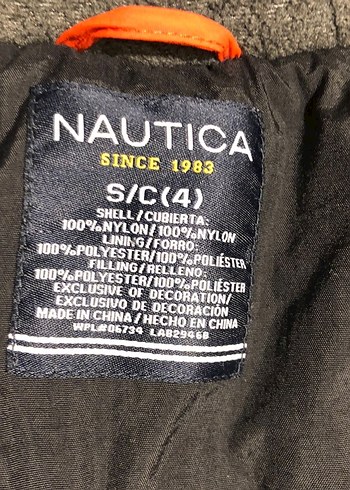 NAUTICA
SINCE 1983
S/C(4)
SHELL/CUBIERTA:
100%NYLON/100%NYLON
LINING/FORRO:
100%POLYESTER/100%POLIÉSTER
FILLING/RELLENO:
100%POLYESTER/100%POLIÉSTER
EXCLUSIVE OF DECORATION/
EXCLUSIVO DE DECORACIÓN
MADE IN CHINA/HECHO EN CHINA
WPL#06734 LAB29468